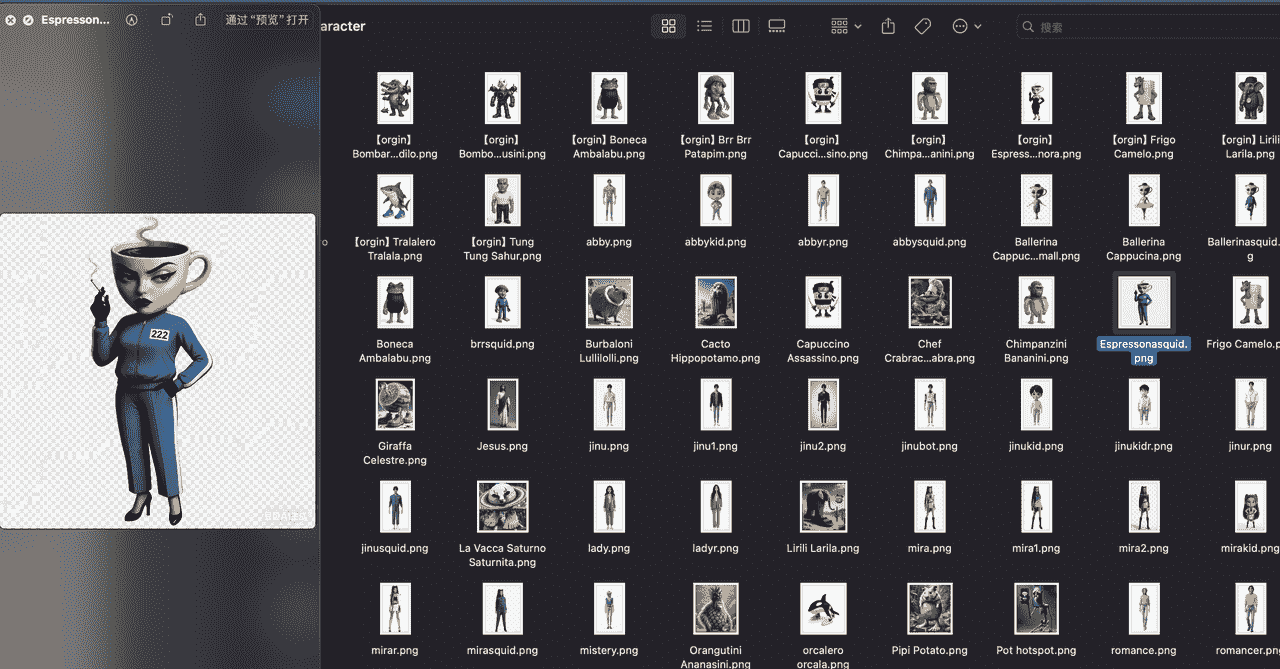 Espresson...
通过“预览”打开
aracter
搜索
222
【orgin】
Bombar...dilo.png
【orgin】
Bombo...usini.png
【orgin】Boneca
Ambalabu.png
【orgin】Brr Brr
Patapim.png
【orgin】
Capucci...sino.png
【orgin】
Chimpa...anini.png
【orgin】
Espress...nora.png
【orgin】Frigo
Camelo.png
【orgin】Lirili
Larila.png
o
【orgin】Tralalero
Tralala.png
【orgin】Tung
Tung Sahur.png
abby.png
abbykid.png
abbyr.png
abbysquid.png
Ballerina
Cappuc...mall.png
Ballerina
Cappucina.png
Ballerinasquid.
g
Boneca
Ambalabu.png
brrsquid.png
Burbaloni
Lullilolli.png
Cacto
Hippopotamo.png
Capuccino
Assassino.png
Chef
Crabrac...abra.png
Chimpanzini
Bananini.png
Espressonasquid.
png
Frigo Camelo.p
Giraffa
Celestre.png
Jesus.png
jinu.png
jinu1.png
jinu2.png
jinubot.png
jinukid.png
jinukidr.png
jinur.png
jinusquid.png
La Vacca Saturno
Saturnita.png
lady.png
ladyr.png
Lirili Larila.png
mira.png
mira1.png
mira2.png
mirakid.png
mirar.png
mirasquid.png
mistery.png
Orangutini
Ananasini.png
orcalero
orcala.png
Pipi Potato.png
Pot hotspot.png
romance.png
romancer.png